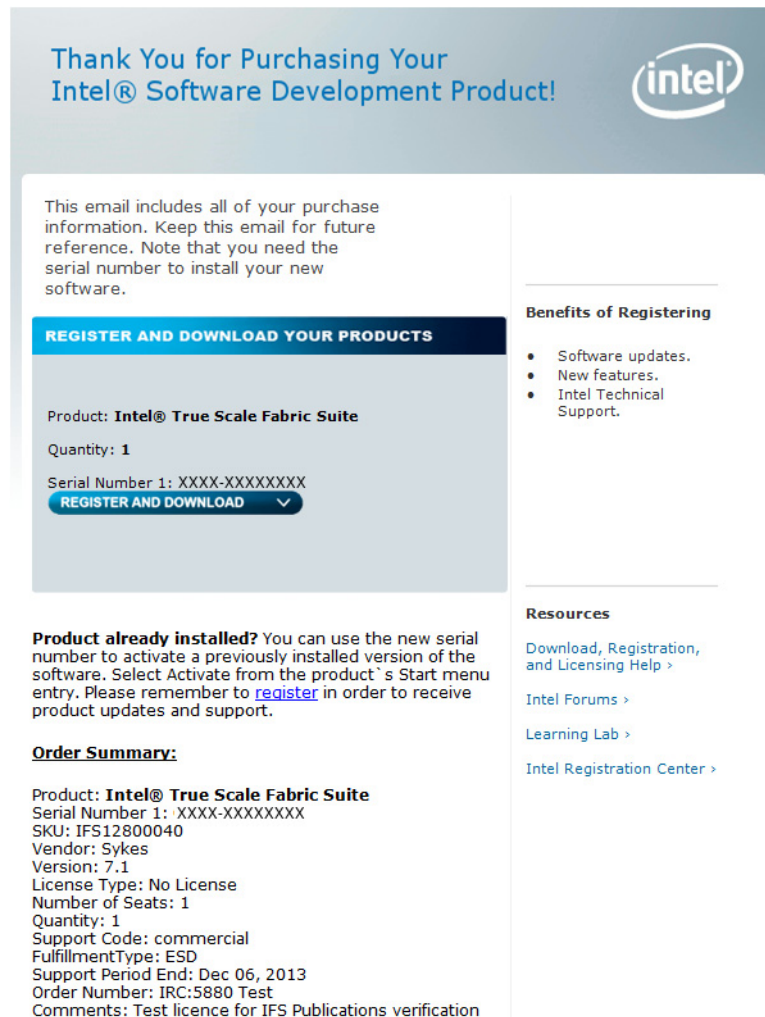 Thank You for Purchasing Your
Intel® Software Development Product!
(intel)
This email includes all of your purchase
information. Keep this email for future
reference. Note that you need the
serial number to install your new
software.
REGISTER AND DOWNLOAD YOUR PRODUCTS
Product: Intel® True Scale Fabric Suite
Quantity: 1
Serial Number 1: XXXX-XXXXXXXX
REGISTER AND DOWNLOAD
Benefits of Registering
• Software updates.
• New features.
• Intel Technical
Support.
Product already installed? You can use the new serial
number to activate a previously installed version of the
software. Select Activate from the product`s Start menu
entry. Please remember to register in order to receive
product updates and support.
Order Summary:
Product: Intel® True Scale Fabric Suite
Serial Number 1: XXXX-XXXXXXXX
SKU: IFS12800040
Vendor: Sykes
Version: 7.1
License Type: No License
Number of Seats: 1
Quantity: 1
Support Code: commercial
FulfillmentType: ESD
Support Period End: Dec 06, 2013
Order Number: IRC:5880 Test
Comments: Test licence for IFS Publications verification
Resources
Download, Registration,
and Licensing Help ›
Intel Forums ›
Learning Lab ›
Intel Registration Center ›